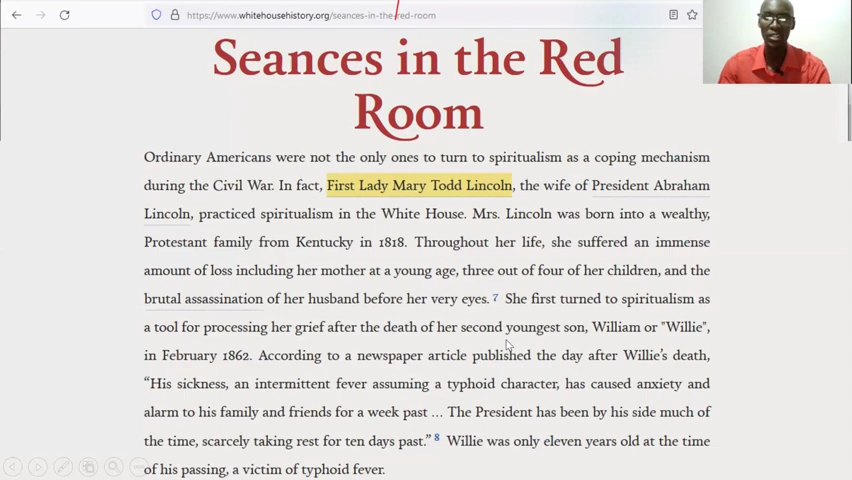 https://www.whitehousehistory.org/seances-in-the-red-room
Seances in the Red
Room
Ordinary Americans were not the only ones to turn to spiritualism as a coping mechanism
during the Civil War. In fact, First Lady Mary Todd Lincoln, the wife of President Abraham
Lincoln, practiced spiritualism in the White House. Mrs. Lincoln was born into a wealthy,
Protestant family from Kentucky in 1818. Throughout her life, she suffered an immense
amount of loss including her mother at a young age, three out of four of her children, and the
brutal assassination of her husband before her very eyes. 7 She first turned to spiritualism as
a tool for processing her grief after the death of her second youngest son, William or "Willie",
in February 1862. According to a newspaper article published the day after Willie’s death,
“His sickness, an intermittent fever assuming a typhoid character, has caused anxiety and
alarm to his family and friends for a week past ... The President has been by his side much of
the time, scarcely taking rest for ten days past.” 8 Willie was only eleven years old at the time
of his passing, a victim of typhoid fever.